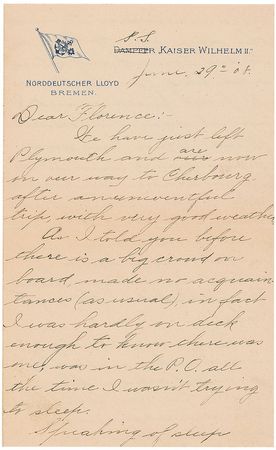 S.S.
DAMPFER „KAISER WILHELM II."
June, 29th 08.
NORDDEUTSCHER LLOYD
BREMEN.
Dear Florence:-
We have just left
Plymouth and are now
on our way to Cherbourg
after an uneventful
trip, with very good weather.
As I told you before
there is a big crowd on
board, made no acquain
tances (as usual), in fact
I was hardly on deck
enough to know there was
one, was in the P.O. all
the time I wasn't trying
to sleep.
Speaking of sleep